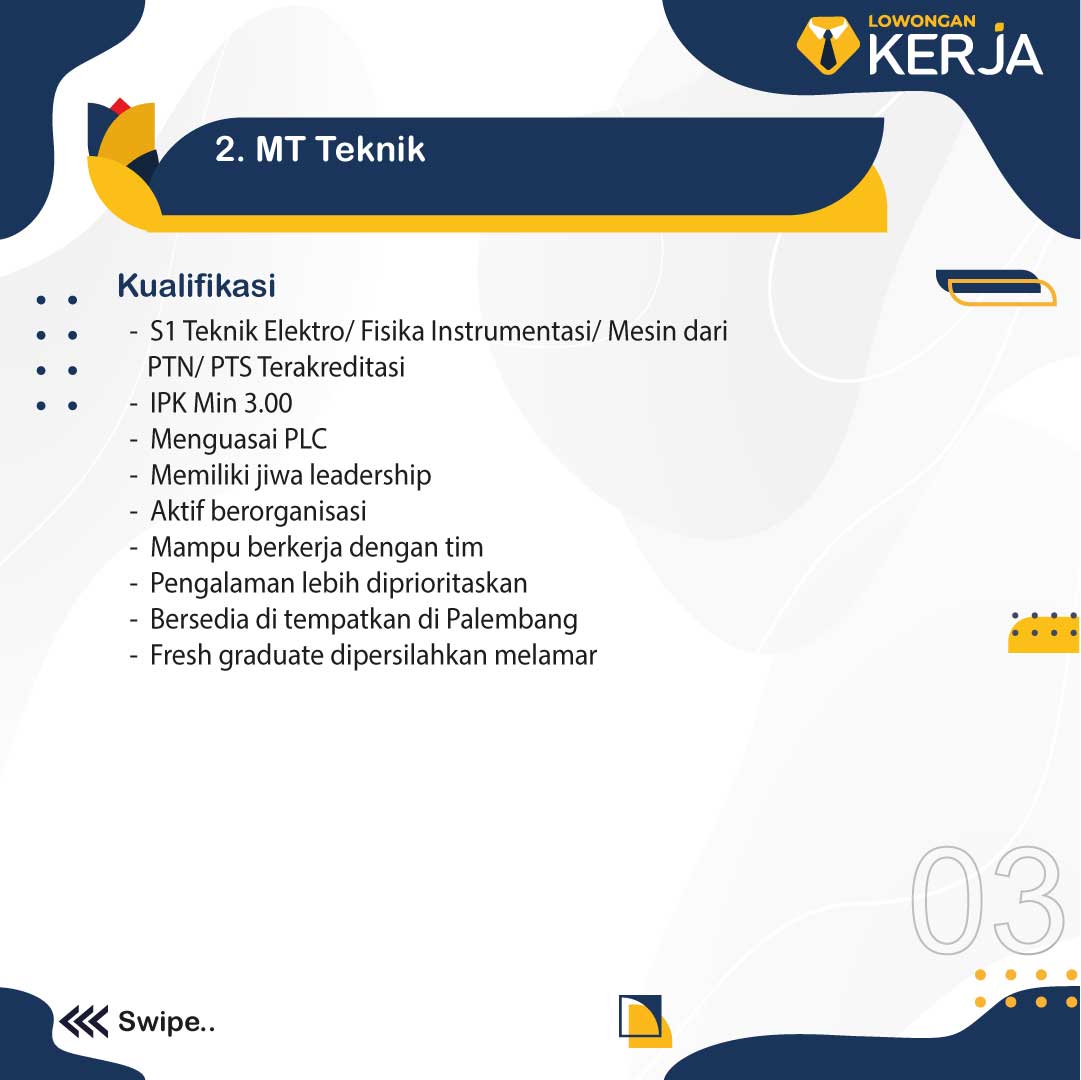 LOWONGAN
KERJA
2. MT Teknik
Kualifikasi
- S1 Teknik Elektro/ Fisika Instrumentasi/ Mesin dari
PTN/ PTS Terakreditasi
- IPK Min 3.00
- Menguasai PLC
- Memiliki jiwa leadership
- Aktif berorganisasi
- Mampu berkerja dengan tim
- Pengalaman lebih diprioritaskan
- Bersedia di tempatkan di Palembang
- Fresh graduate dipersilahkan melamar
03
Swipe..